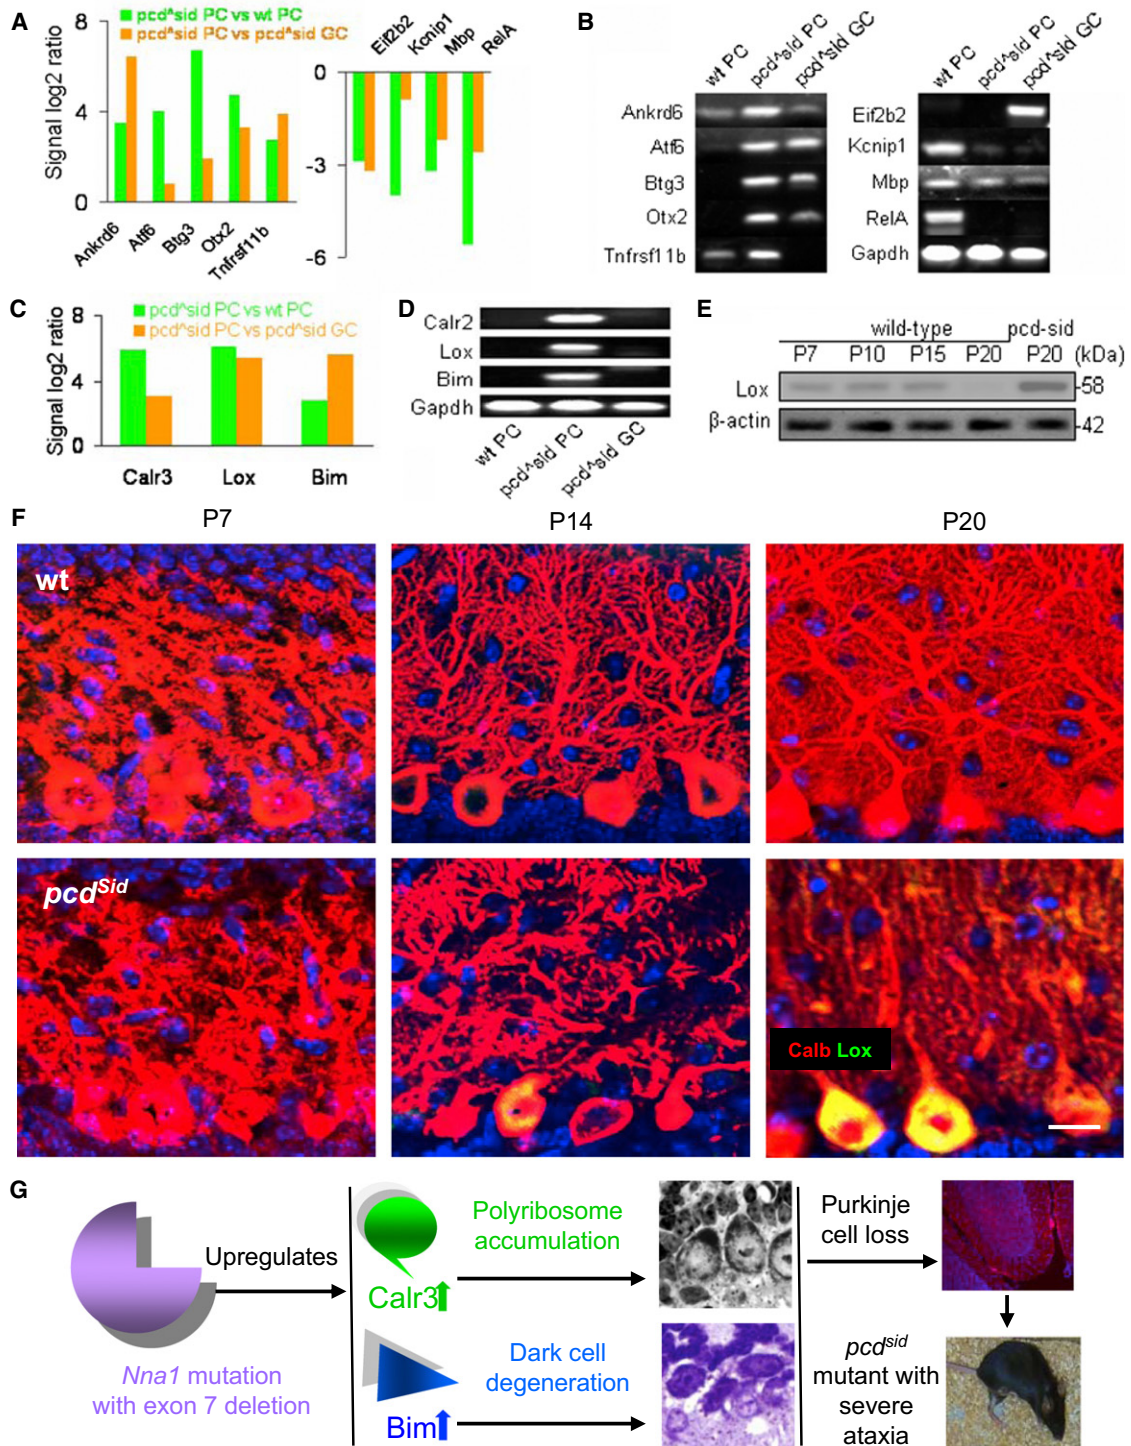 A
8
4
0
Signal log2 ratio
pcd^sid PC vs wt PC
pcd^sid PC vs pcd^sid GC
Ankrd6
Atf6
Btg3
Otx2
Tnfrsf11b
Eif2b2
Kcnip1
Mbp
RelA
0
-3
-6
B
wt PC
pcd^sid PC
pcd^sid GC
Ankrd6
Atf6
Btg3
Otx2
Tnfrsf11b
wt PC
pcd^sid PC
pcd^sid GC
Eif2b2
Kcnip1
Mbp
RelA
Gapdh
C
8
4
0
Signal log2 ratio
pcd^sid PC vs wt PC
pcd^sid PC vs pcd^sid GC
Calr3
Lox
Bim
D
Calr2
Lox
Bim
Gapdh
wt PC
pcd^sid PC
pcd^sid GC
E
wild-type
pcd-sid
P7 P10 P15 P20 P20 (kDa)
Lox -58
β-actin -42
F
P7
P14
P20
wt
pcdSid
Calb Lox
G
Upregulates
Nna1 mutation
with exon 7 deletion
Calr3
Polyribosome
accumulation
Bim
Dark cell
degeneration
Purkinje
cell loss
pcdsid
mutant with
severe
ataxia